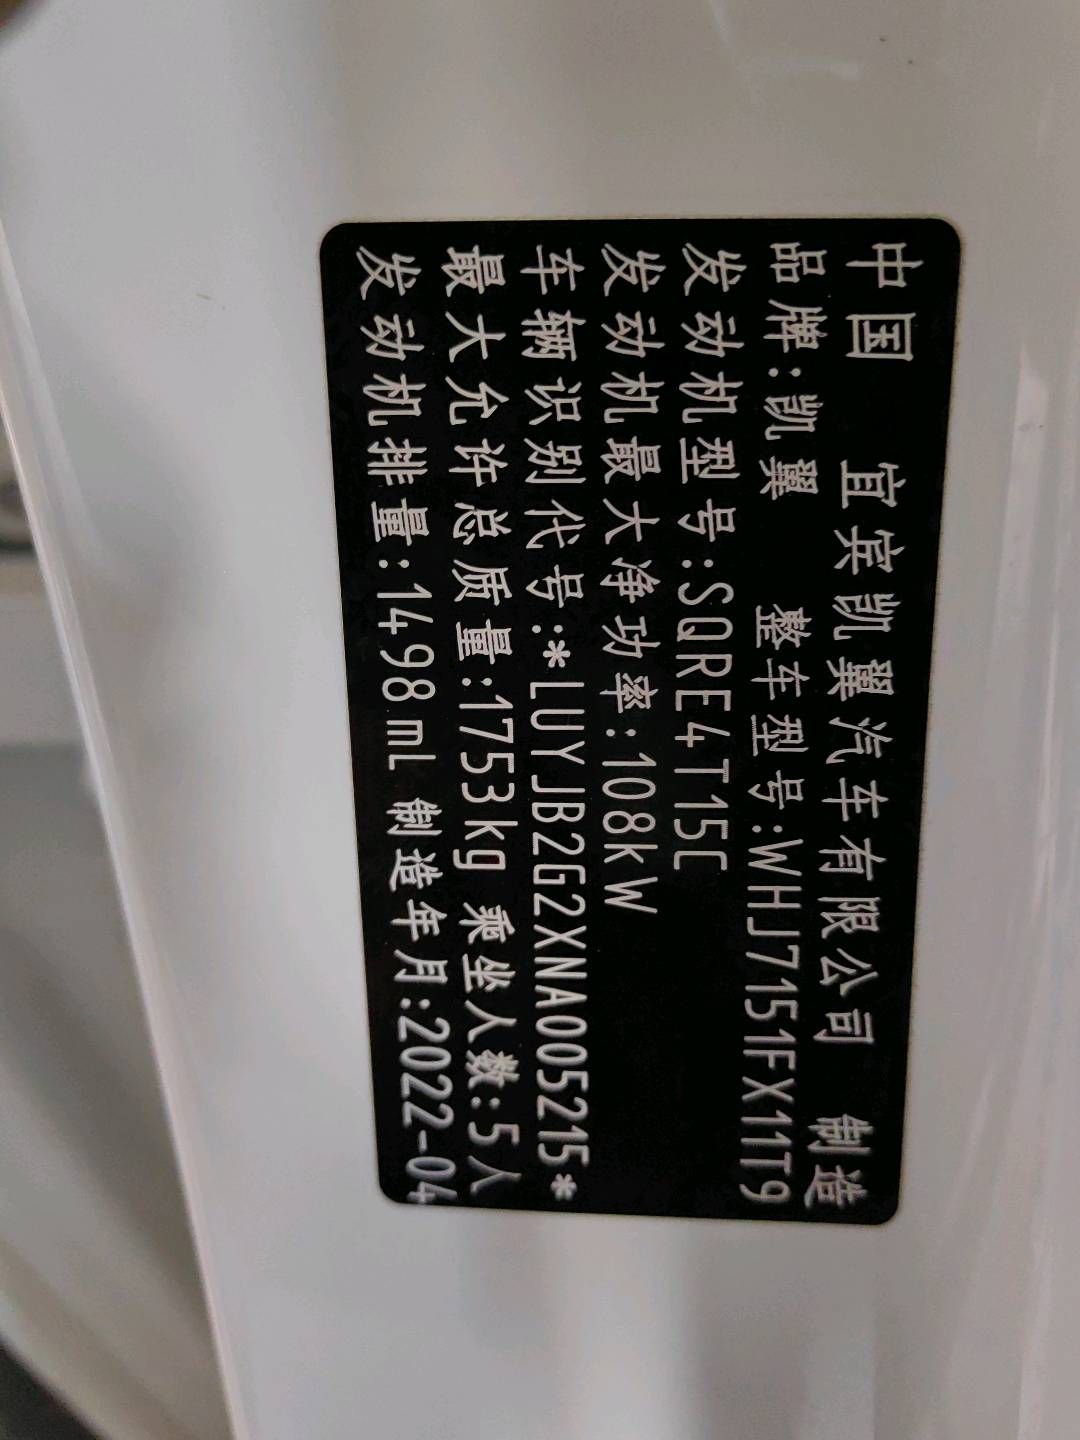 中国 宜宾凯翼汽车有限公司 制造
品牌:凯翼 整车型号:WHJ7151FX11T9
发动机型号:SQRE4T15C
发动机最大净功率:108kW
车辆识别代号:*LUYJB2G2XNA005215*
最大允许总质量:1753kg 乘坐人数:5人
发动机排量:1498mL 制造年月:2022-04